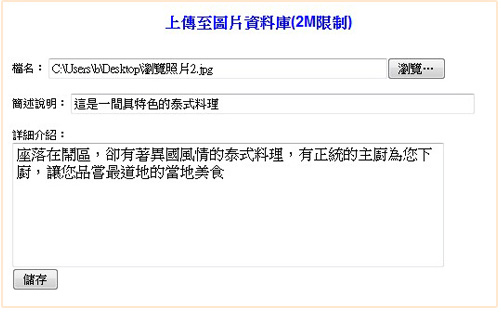 上傳至圖片資料庫(2M限制)
檔名： C:\Users\b\Desktop\瀏覽照片2.jpg 瀏覽…
簡述說明： 這是一間具特色的泰式料理
詳細介紹：
座落在鬧區，卻有著異國風情的泰式料理，有正統的主廚為您下
廚，讓您品嘗最道地的當地美食
儲存